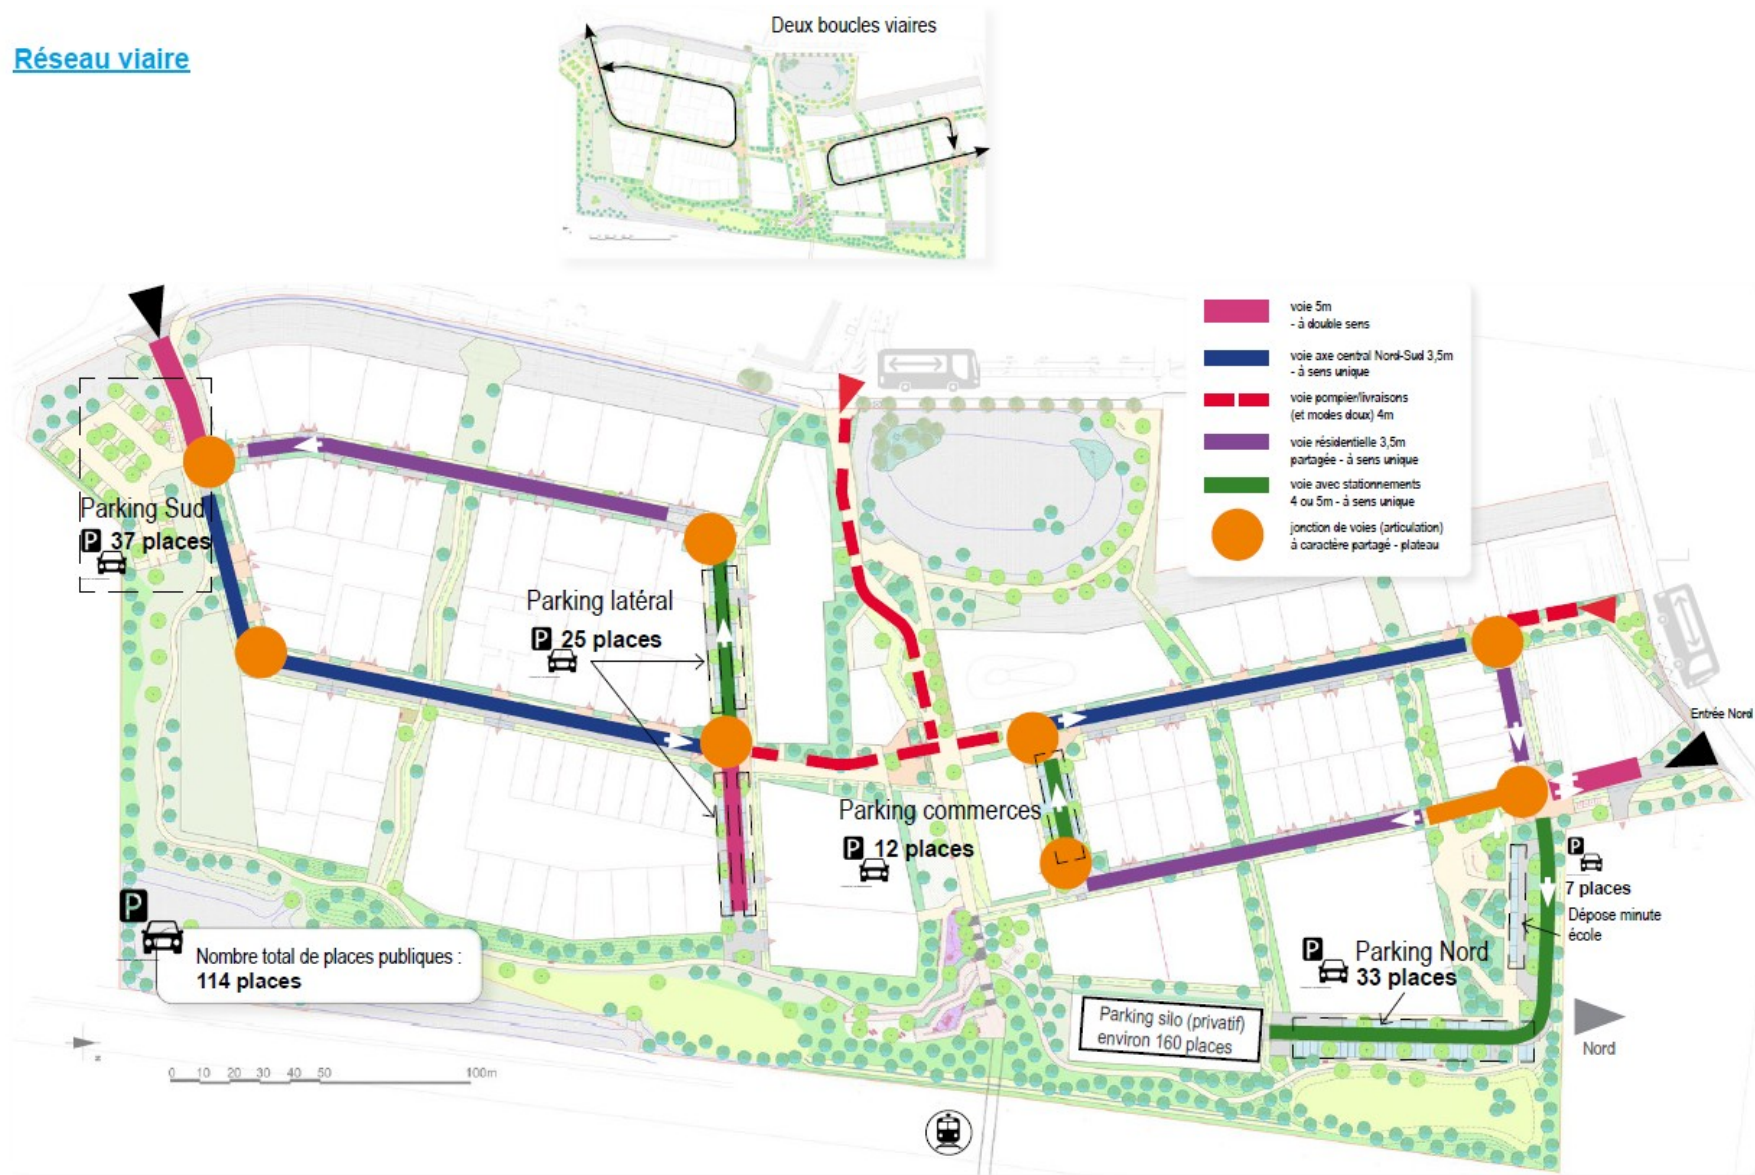 Deux boucles viaires
Réseau viaire
voie 5m
- à double sens
voie axe central Nord-Sud 3,5m
- à sens unique
voie pompier/livraisons
(et modes doux) 4m
voie résidentielle 3,5m
partagée - à sens unique
voie avec stationnements
4 ou 5m - à sens unique
jonction de voies (articulation)
à caractère partagé - plateau
Parking Sud
P 37 places
Parking latéral
P 25 places
Entrée Nord
Parking commerces
P 12 places
P
7 places
Dépose minute
école
P
Nombre total de places publiques :
114 places
P Parking Nord
33 places
Parking silo (privatif)
environ 160 places
Nord
0 10 20 30 40 50 100m